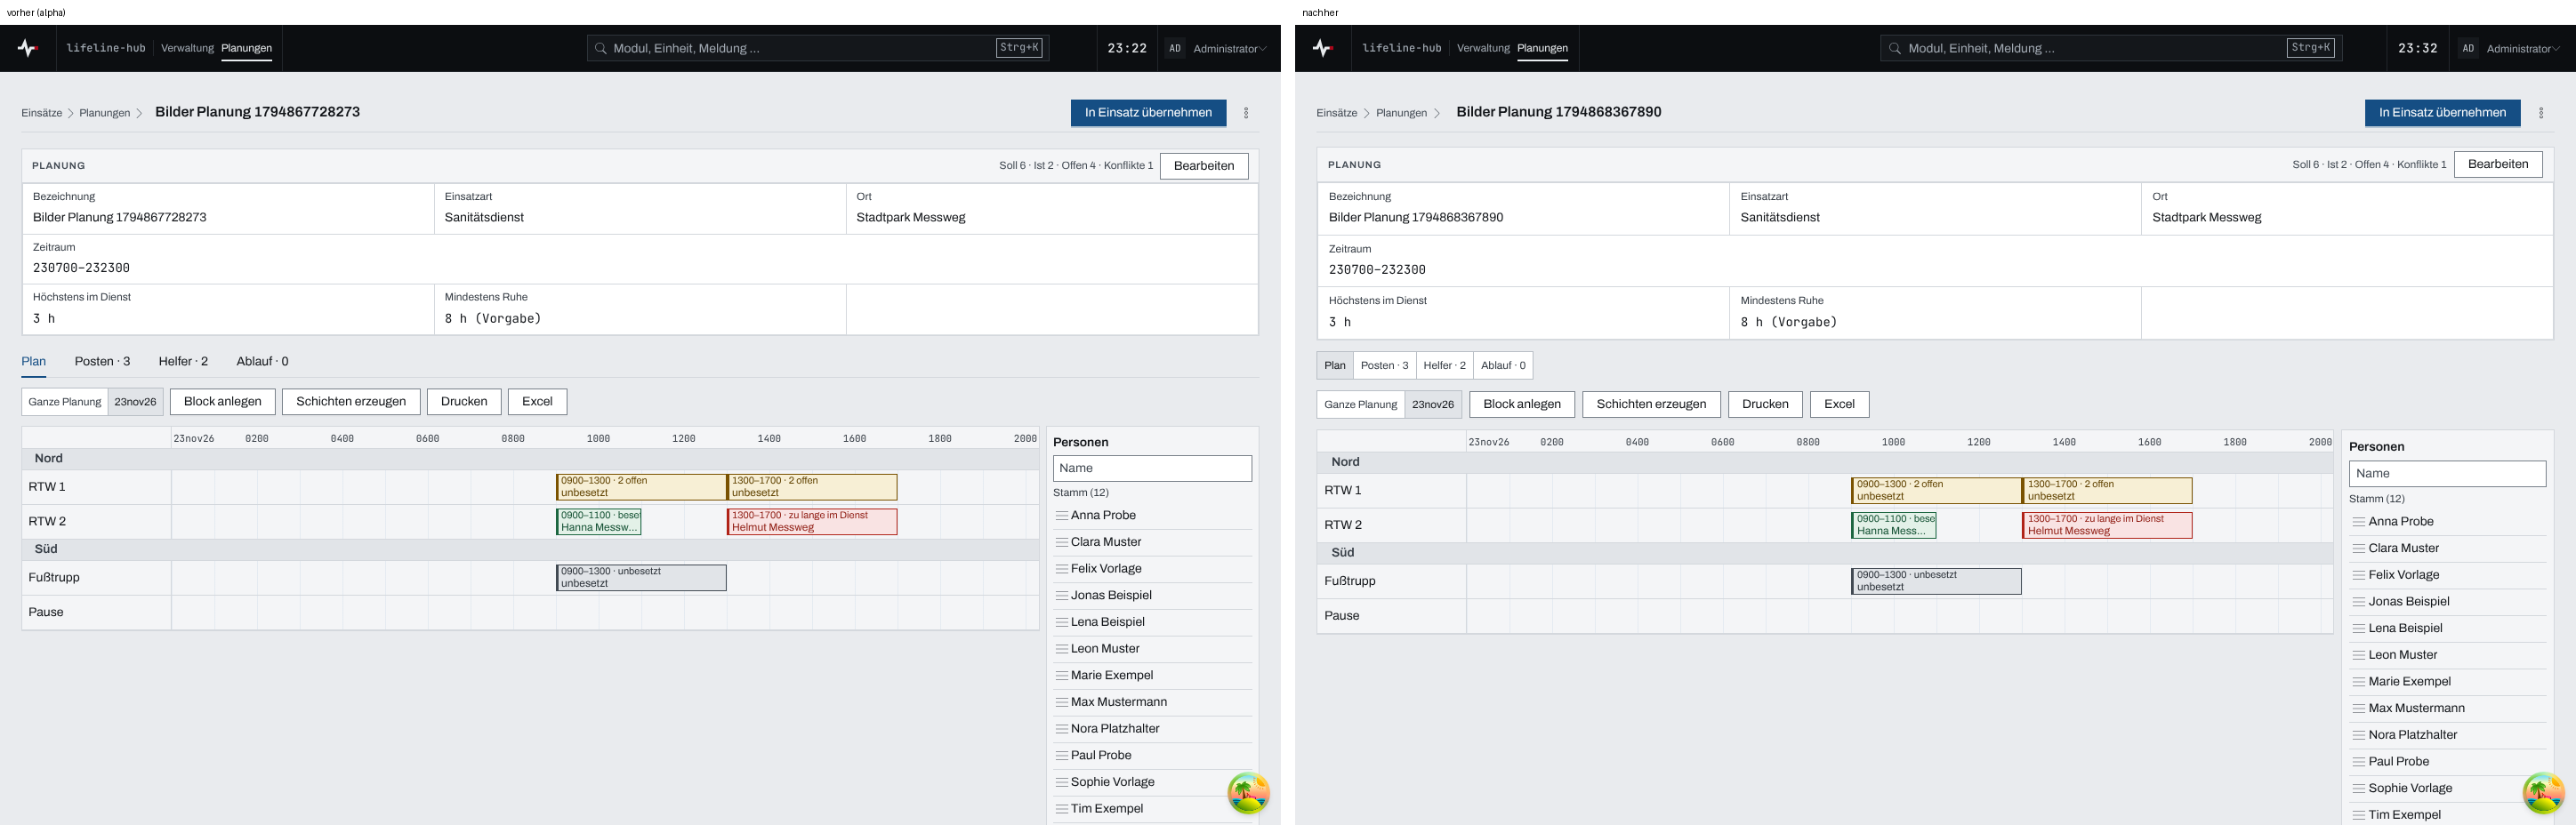 vorher (alpha)
lifeline-hub Verwaltung Planungen
Modul, Einheit, Meldung ... Strg+K
23:22 AD Administrator
Einsätze Planungen Bilder Planung 1794867728273
In Einsatz übernehmen
PLANUNG
Soll 6 · Ist 2 · Offen 4 · Konflikte 1 Bearbeiten
Bezeichnung Einsatzart Ort
Bilder Planung 1794867728273 Sanitätsdienst Stadtpark Messweg
Zeitraum
230700–232300
Höchstens im Dienst Mindestens Ruhe
3 h 8 h (Vorgabe)
Plan Posten · 3 Helfer · 2 Ablauf · 0
Ganze Planung 23nov26 Block anlegen Schichten erzeugen Drucken Excel
23nov26 0200 0400 0600 0800 1000 1200 1400 1600 1800 2000
Nord
RTW 1
0900–1300 · 2 offen
unbesetzt
1300–1700 · 2 offen
unbesetzt
RTW 2
0900–1100 · beset
Hanna Messw...
1300–1700 · zu lange im Dienst
Helmut Messweg
Süd
Fußtrupp
0900–1300 · unbesetzt
unbesetzt
Pause
Personen
Name
Stamm (12)
Anna Probe
Clara Muster
Felix Vorlage
Jonas Beispiel
Lena Beispiel
Leon Muster
Marie Exempel
Max Mustermann
Nora Platzhalter
Paul Probe
Sophie Vorlage
Tim Exempel
nachher
lifeline-hub Verwaltung Planungen
Modul, Einheit, Meldung ... Strg+K
23:32 AD Administrator
Einsätze Planungen Bilder Planung 1794868367890
In Einsatz übernehmen
PLANUNG
Soll 6 · Ist 2 · Offen 4 · Konflikte 1 Bearbeiten
Bezeichnung Einsatzart Ort
Bilder Planung 1794868367890 Sanitätsdienst Stadtpark Messweg
Zeitraum
230700–232300
Höchstens im Dienst Mindestens Ruhe
3 h 8 h (Vorgabe)
Plan Posten · 3 Helfer · 2 Ablauf · 0
Ganze Planung 23nov26 Block anlegen Schichten erzeugen Drucken Excel
23nov26 0200 0400 0600 0800 1000 1200 1400 1600 1800 2000
Nord
RTW 1
0900–1300 · 2 offen
unbesetzt
1300–1700 · 2 offen
unbesetzt
RTW 2
0900–1100 · bese
Hanna Mess...
1300–1700 · zu lange im Dienst
Helmut Messweg
Süd
Fußtrupp
0900–1300 · unbesetzt
unbesetzt
Pause
Personen
Name
Stamm (12)
Anna Probe
Clara Muster
Felix Vorlage
Jonas Beispiel
Lena Beispiel
Leon Muster
Marie Exempel
Max Mustermann
Nora Platzhalter
Paul Probe
Sophie Vorlage
Tim Exempel